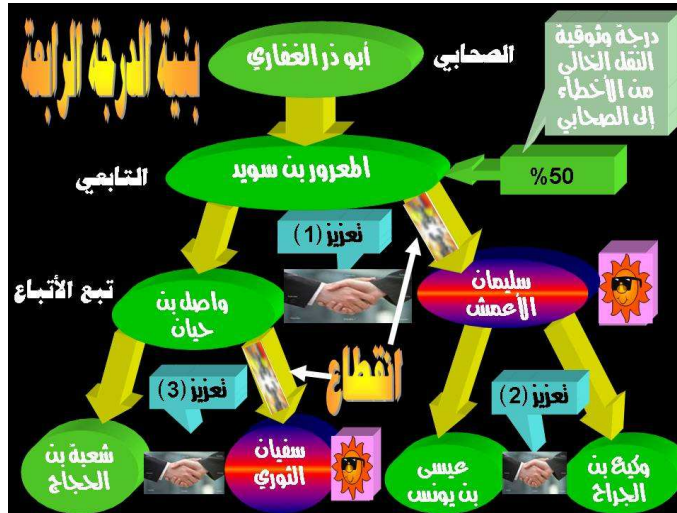 بنية الدرجة الرابعة
الصحابي
أبو ذر الغفاري
درجة وثوقية
النقل الخالي
من الأخطاء
إلى الصحابي
التابعي
المعرور بن سويد
%50
تعزيز (1)
تبع الأتباع
واصل بن
حيان
سليمان
الأعمش
انقطاع
تعزيز (3)
تعزيز (2)
شعبة بن
الحجاج
سفيان
الثوري
عيسى
بن يونس
وكيع بن
الجراح